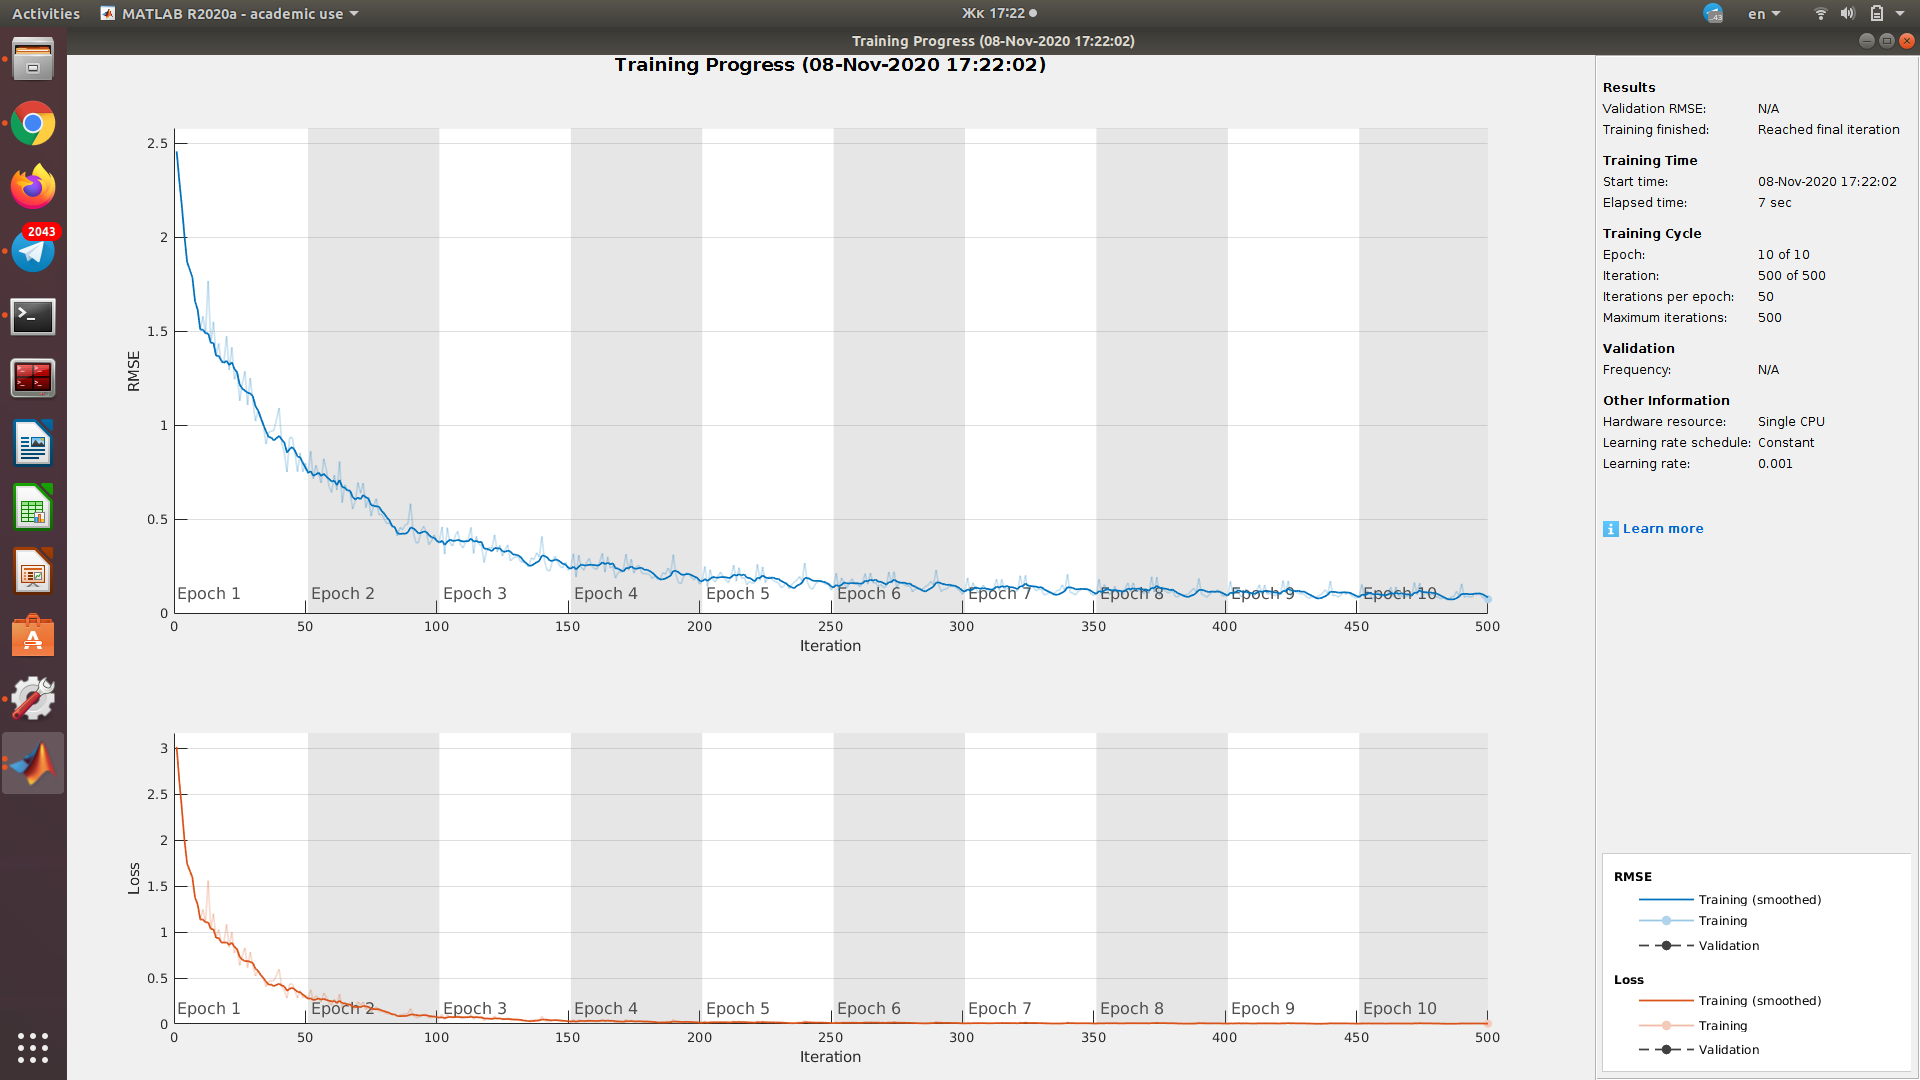 Activities
MATLAB R2020a - academic use
Жк 17:22
43
en
Training Progress (08-Nov-2020 17:22:02)
Training Progress (08-Nov-2020 17:22:02)
2043
2.5
2
1.5
1
0.5
0
RMSE
Epoch 1
Epoch 2
Epoch 3
Epoch 4
Epoch 5
Epoch 6
Epoch 7
Epoch 8
Epoch 9
Epoch 10
0
50
100
150
200
250
300
350
400
450
500
Iteration
3
2.5
2
1.5
1
0.5
0
Loss
Epoch 1
Epoch 2
Epoch 3
Epoch 4
Epoch 5
Epoch 6
Epoch 7
Epoch 8
Epoch 9
Epoch 10
0
50
100
150
200
250
300
350
400
450
500
Iteration
Results
Validation RMSE: N/A
Training finished: Reached final iteration
Training Time
Start time: 08-Nov-2020 17:22:02
Elapsed time: 7 sec
Training Cycle
Epoch: 10 of 10
Iteration: 500 of 500
Iterations per epoch: 50
Maximum iterations: 500
Validation
Frequency: N/A
Other Information
Hardware resource: Single CPU
Learning rate schedule: Constant
Learning rate: 0.001
Learn more
RMSE
Training (smoothed)
Training
Validation
Loss
Training (smoothed)
Training
Validation